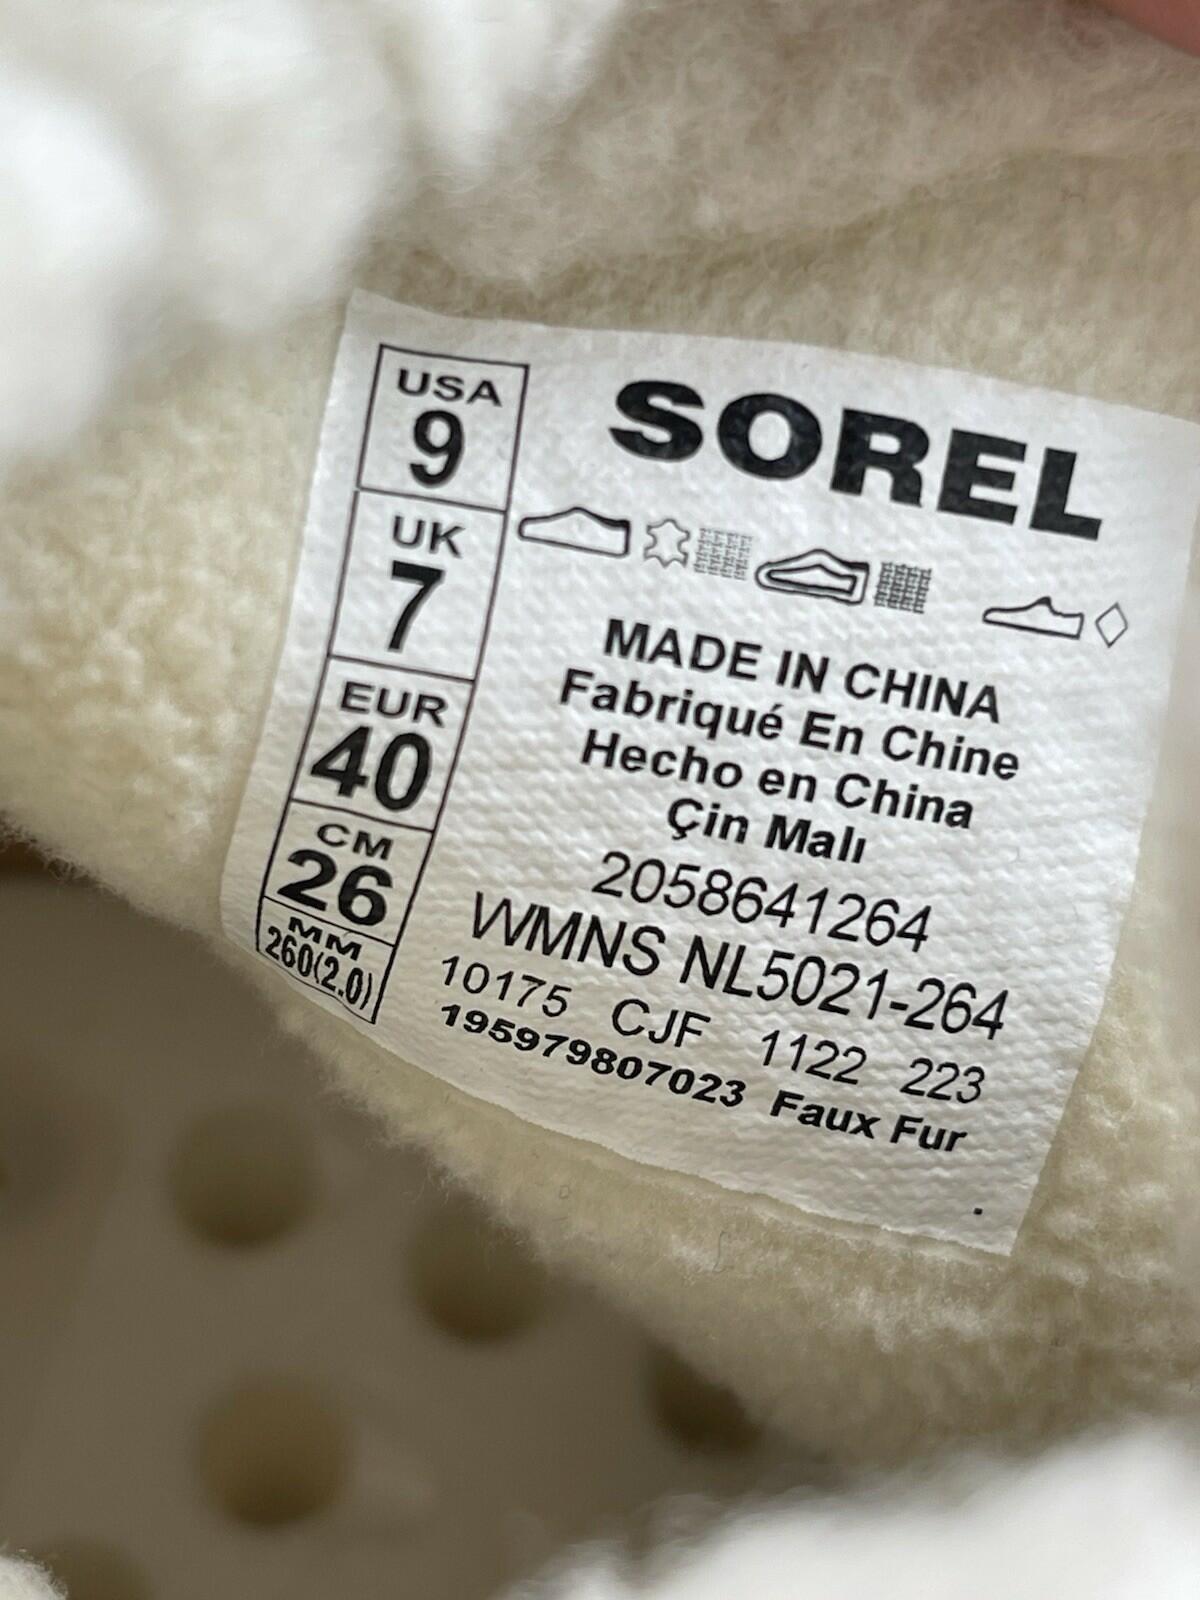 USA
9
UK
7
EUR
40
CM
26
MM
260(2.0)
SOREL
MADE IN CHINA
Fabriqué En Chine
Hecho en China
Çin Malı
2058641264
WMNS NL5021-264
10175 CJF 1122 223
195979807023 Faux Fur